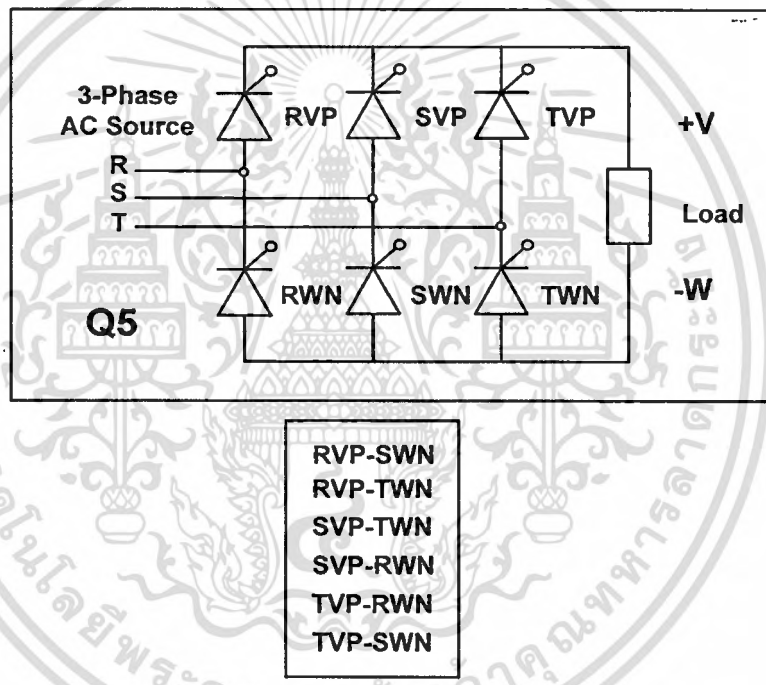 3-Phase
AC Source
RVP SVP TVP
+V
R
S
T
Load
RWN SWN TWN
-W
Q5
RVP-SWN
RVP-TWN
SVP-TWN
SVP-RWN
TVP-RWN
TVP-SWN